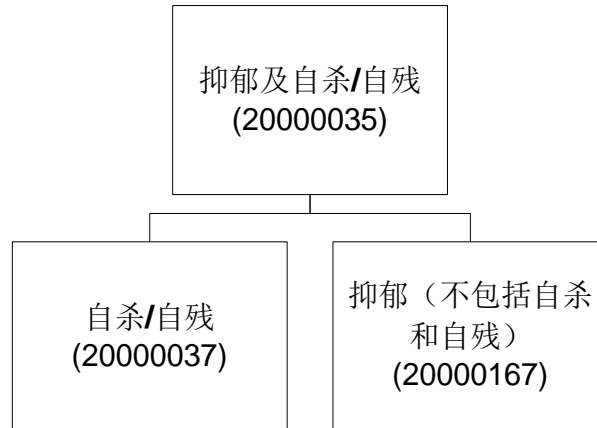 抑郁及自杀/自残
(20000035)
自杀/自残
(20000037)
抑郁（不包括自杀
和自残）
(20000167)